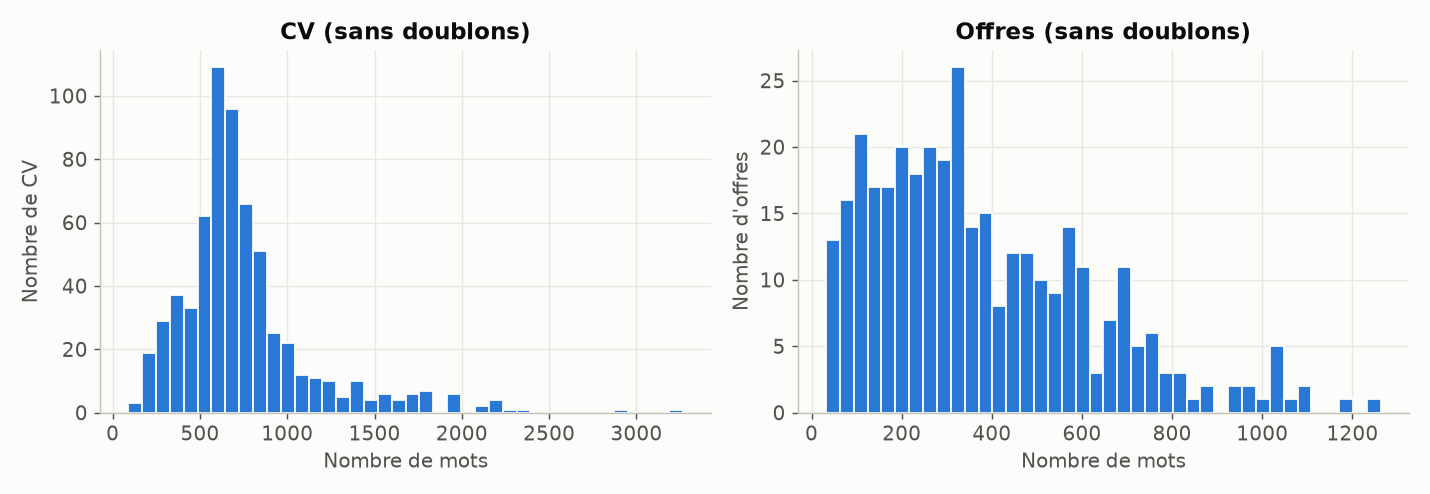 CV (sans doublons)
Nombre de CV
100
80
60
40
20
0
0 500 1000 1500 2000 2500 3000
Nombre de mots
Offres (sans doublons)
Nombre d'offres
25
20
15
10
5
0
0 200 400 600 800 1000 1200
Nombre de mots